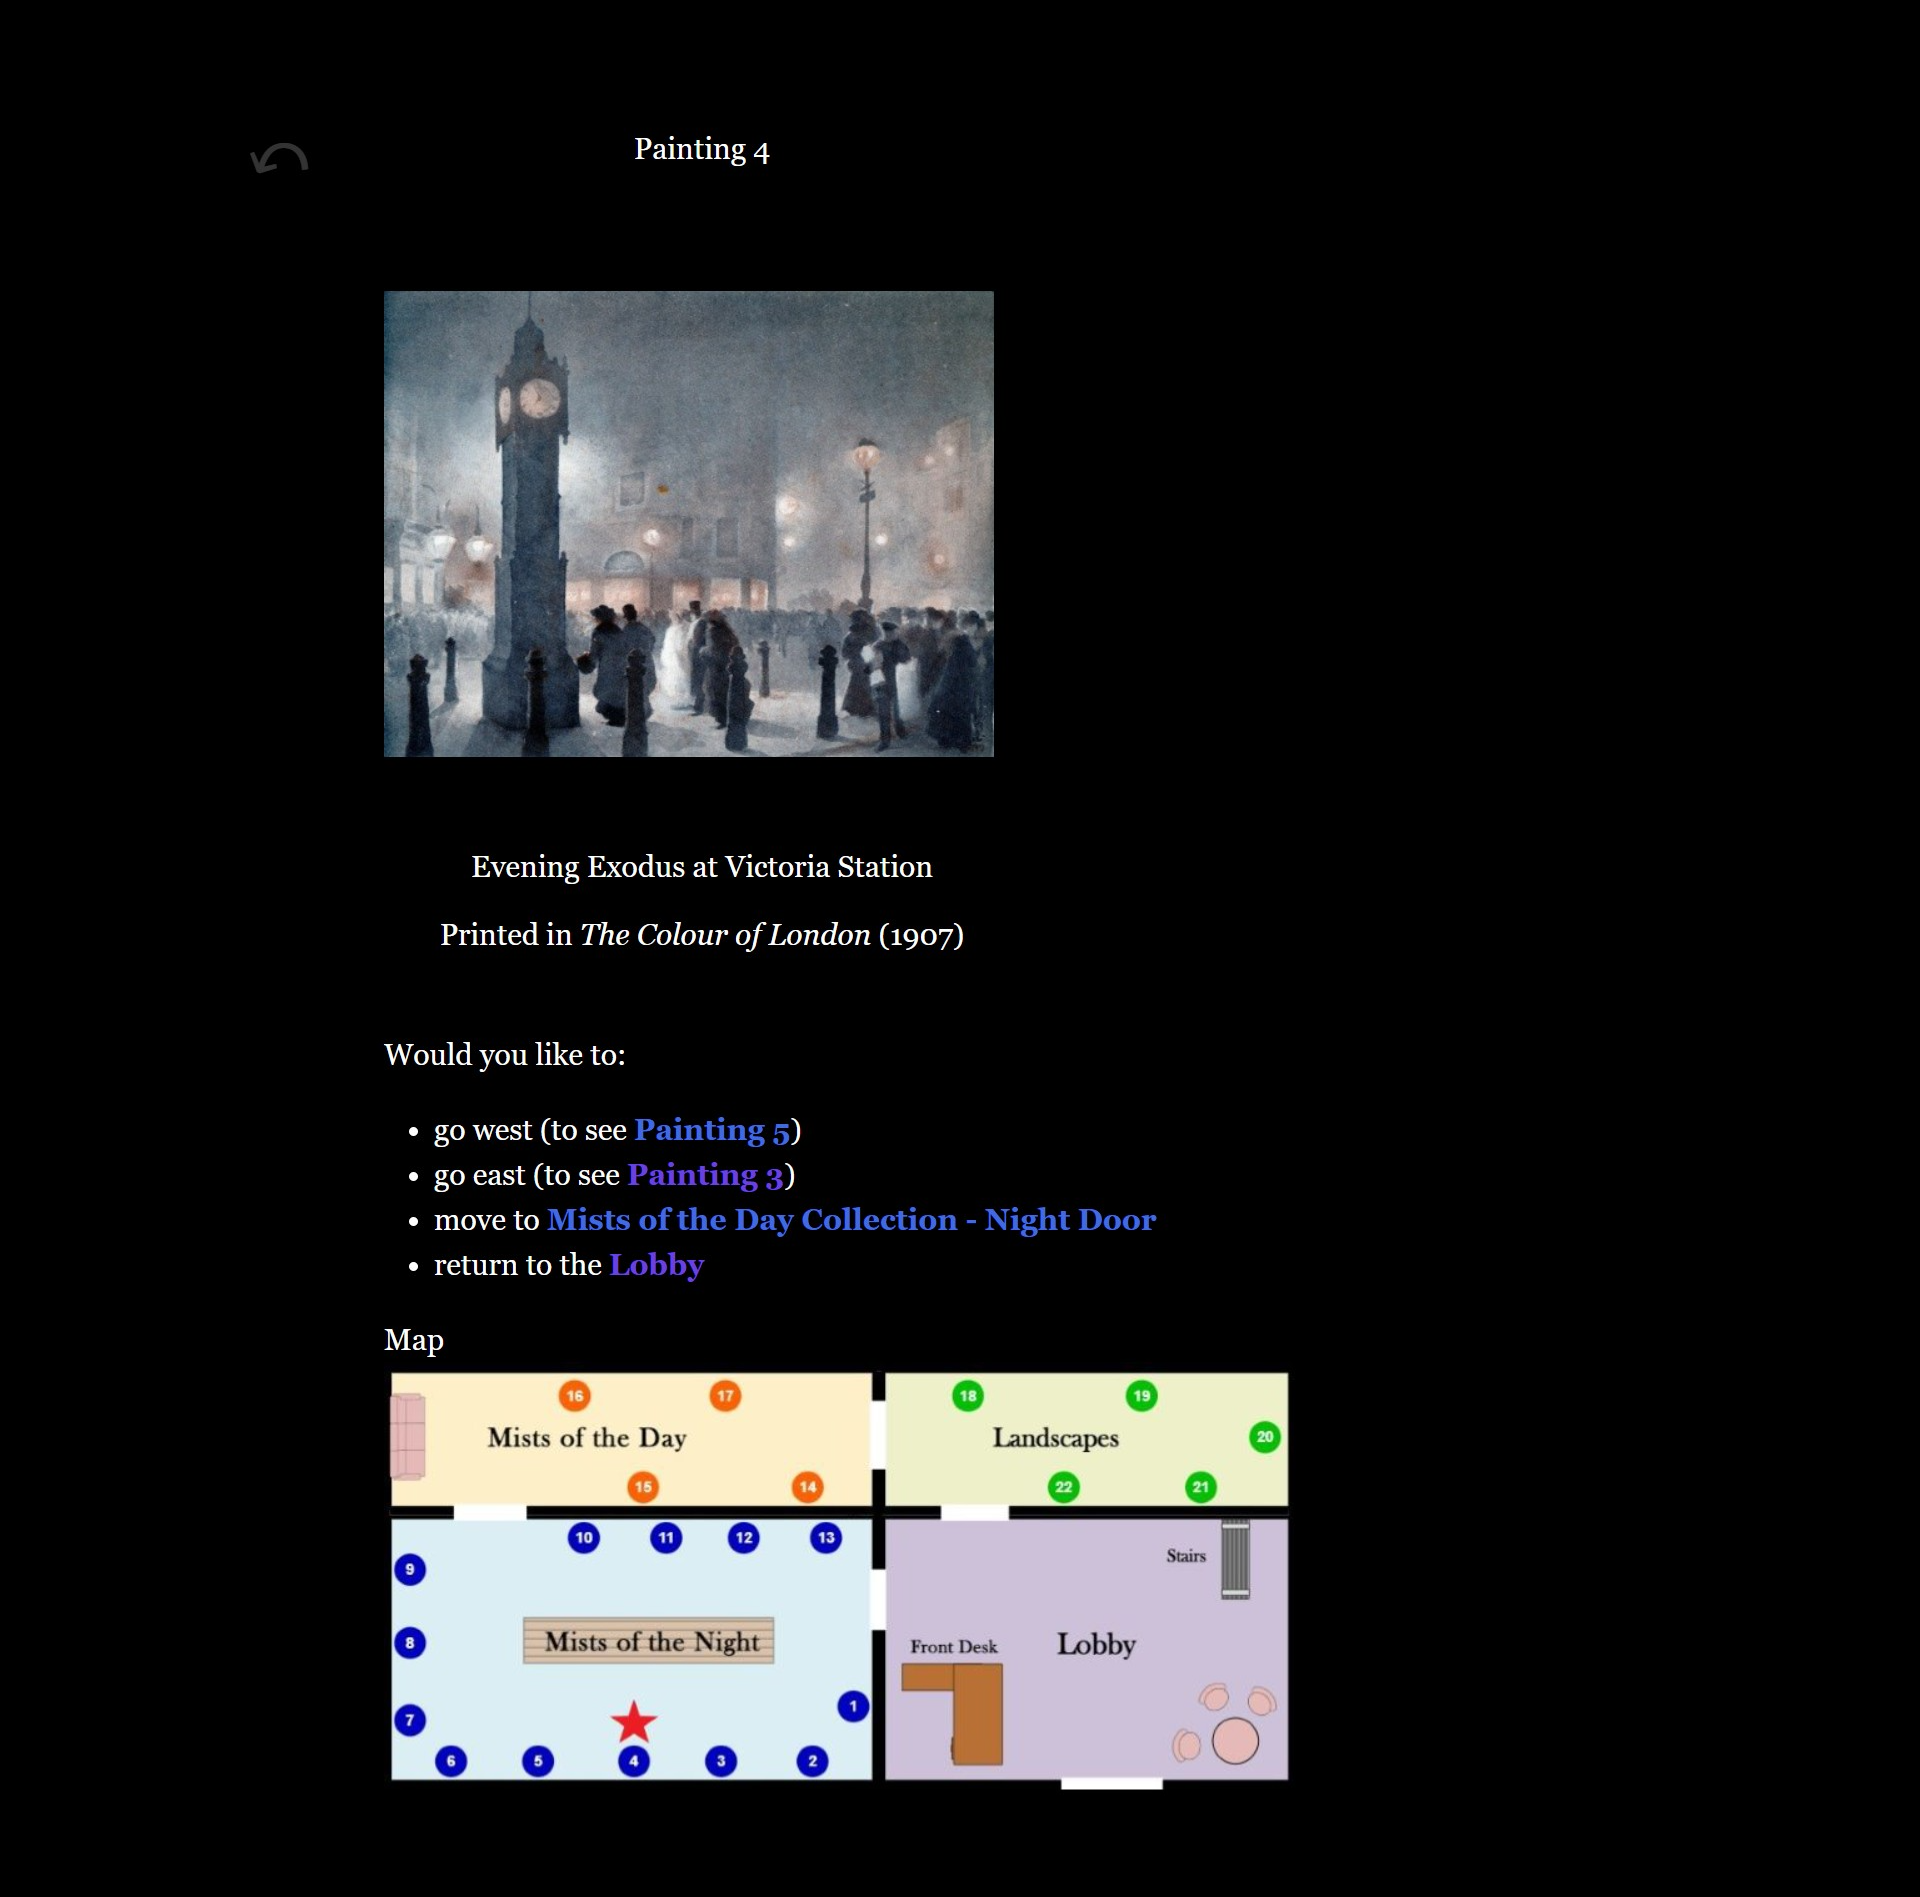 Painting 4
Evening Exodus at Victoria Station
Printed in The Colour of London (1907)
Would you like to:
• go west (to see Painting 5)
• go east (to see Painting 3)
• move to Mists of the Day Collection - Night Door
• return to the Lobby
Map
16 17
Mists of the Day
15 14
18 19
Landscapes
20
22 21
10 11 12 13
9
8
Mists of the Night
7
1
6 5 4 3 2
Stairs
Front Desk
Lobby